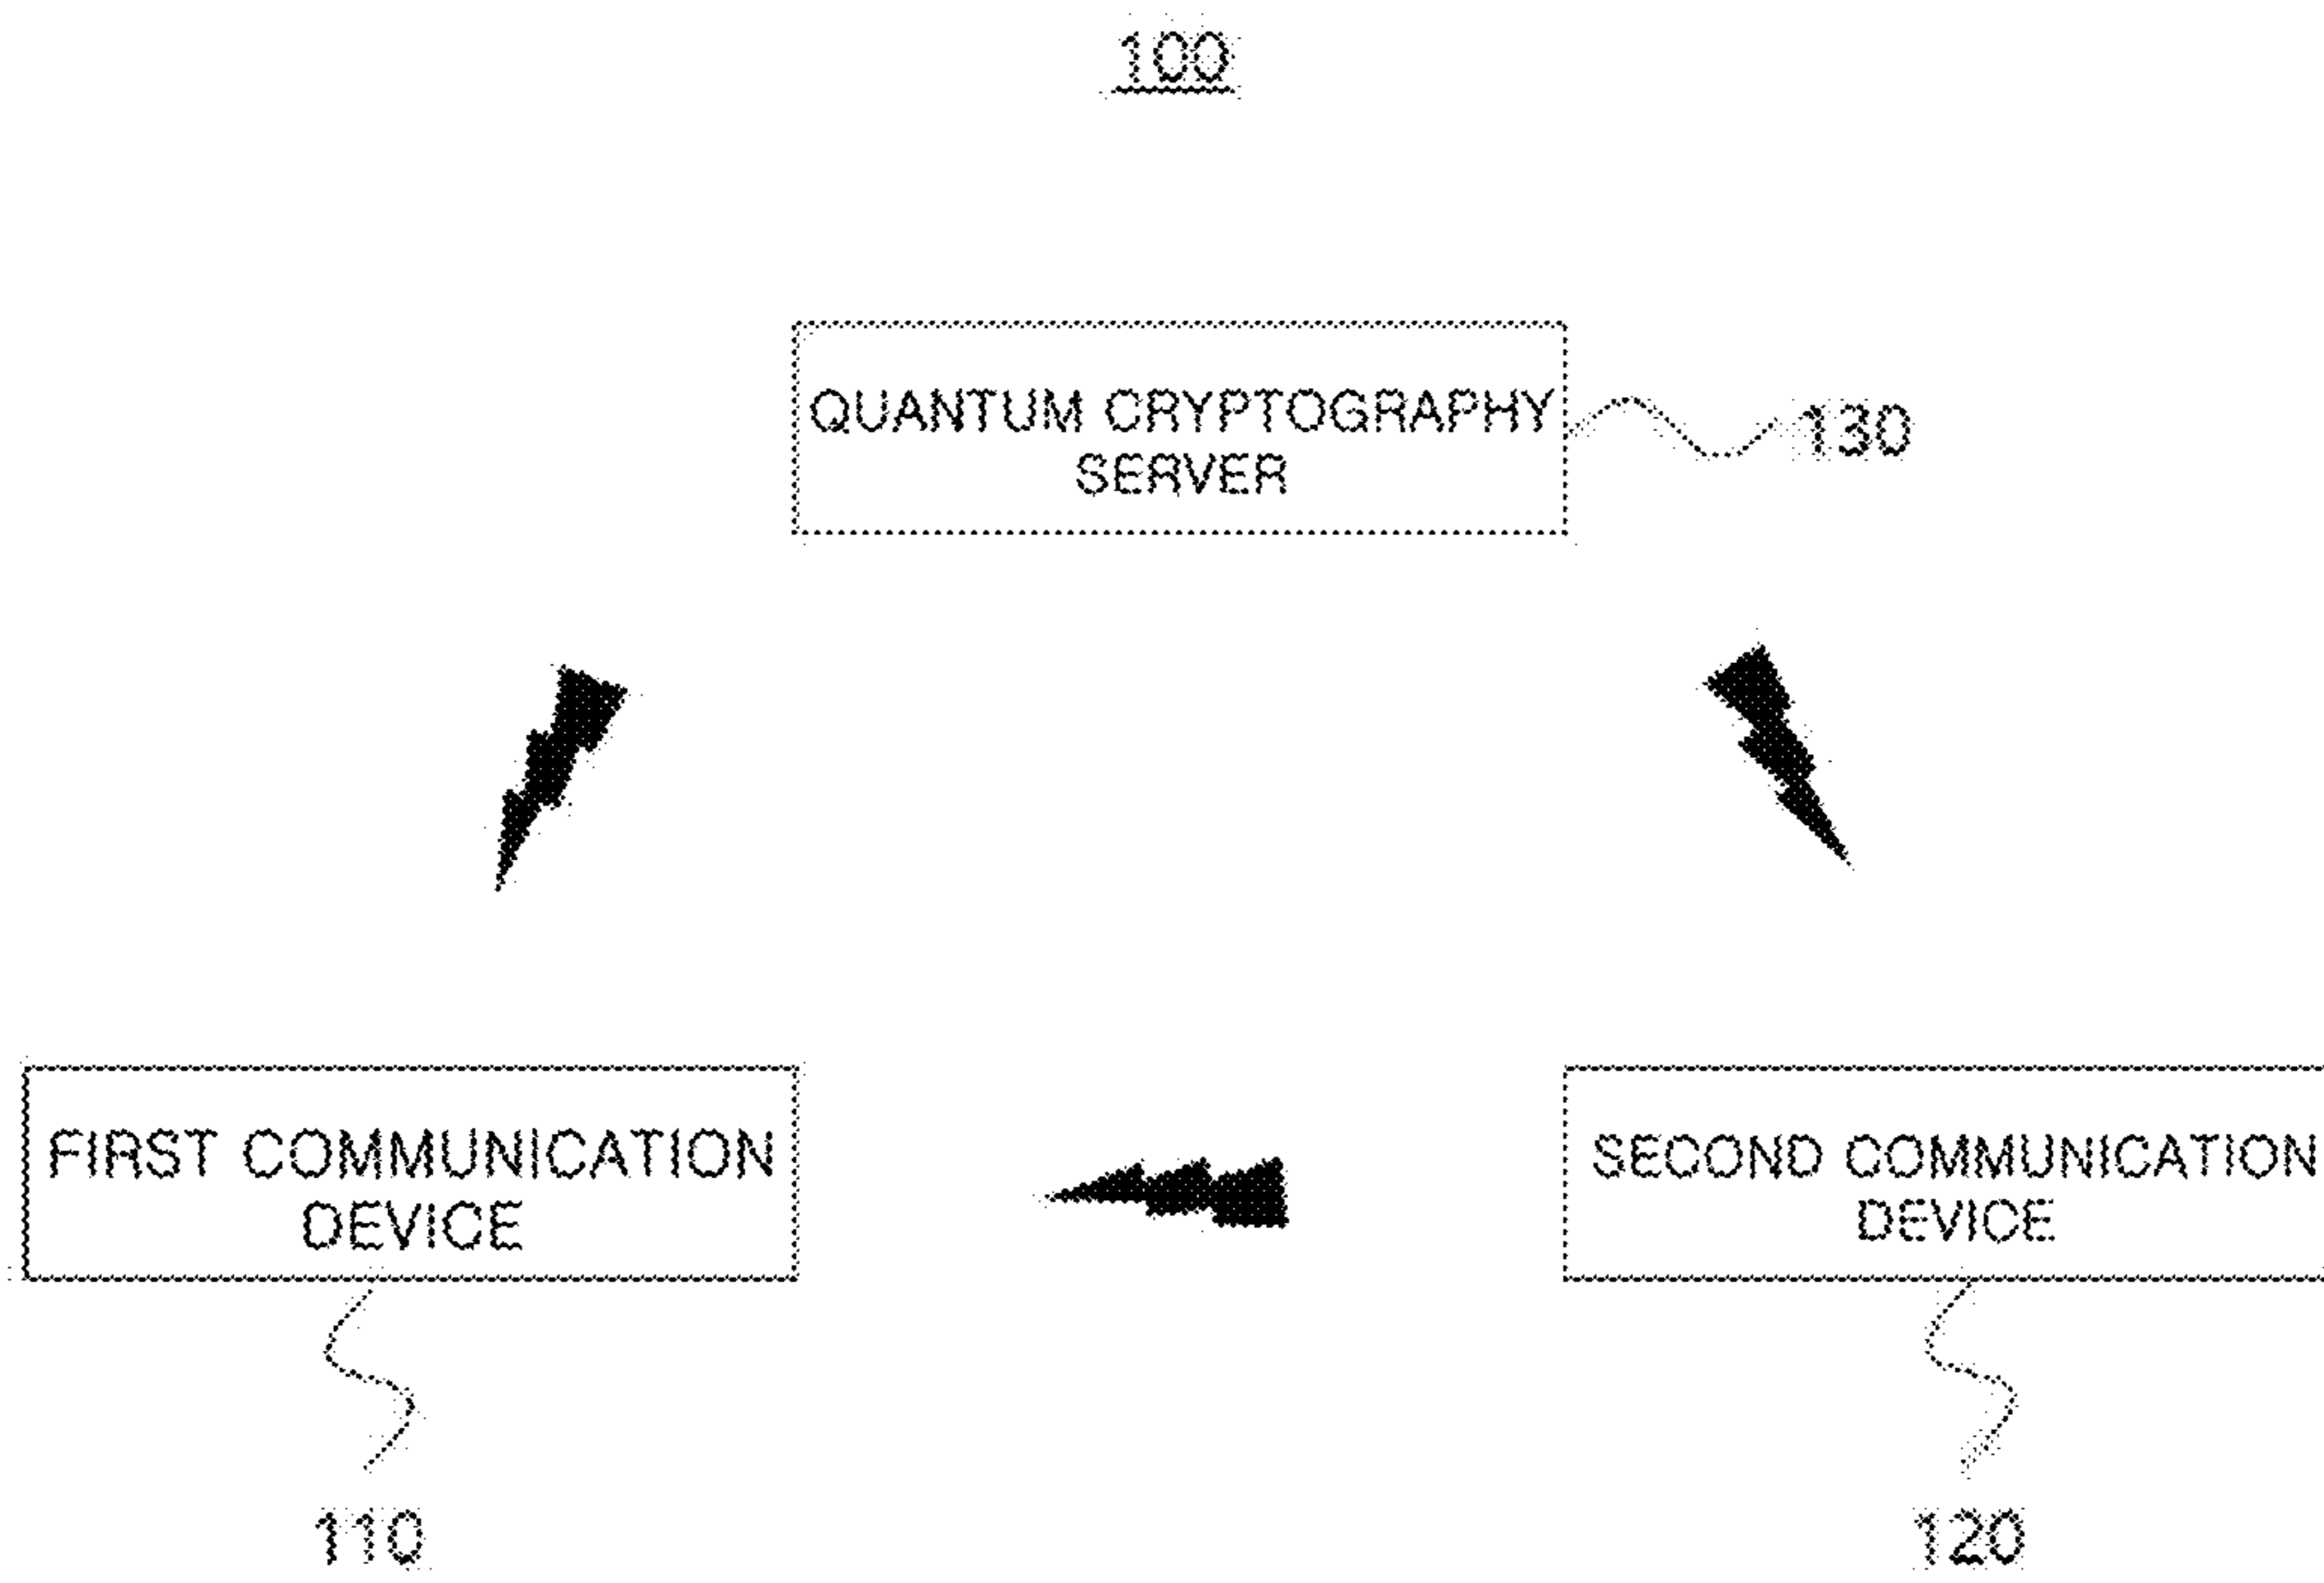 100
QUANTUM CRYPTOGRAPHY
SERVER
130
FIRST COMMUNICATION
DEVICE
SECOND COMMUNICATION
DEVICE
110
120